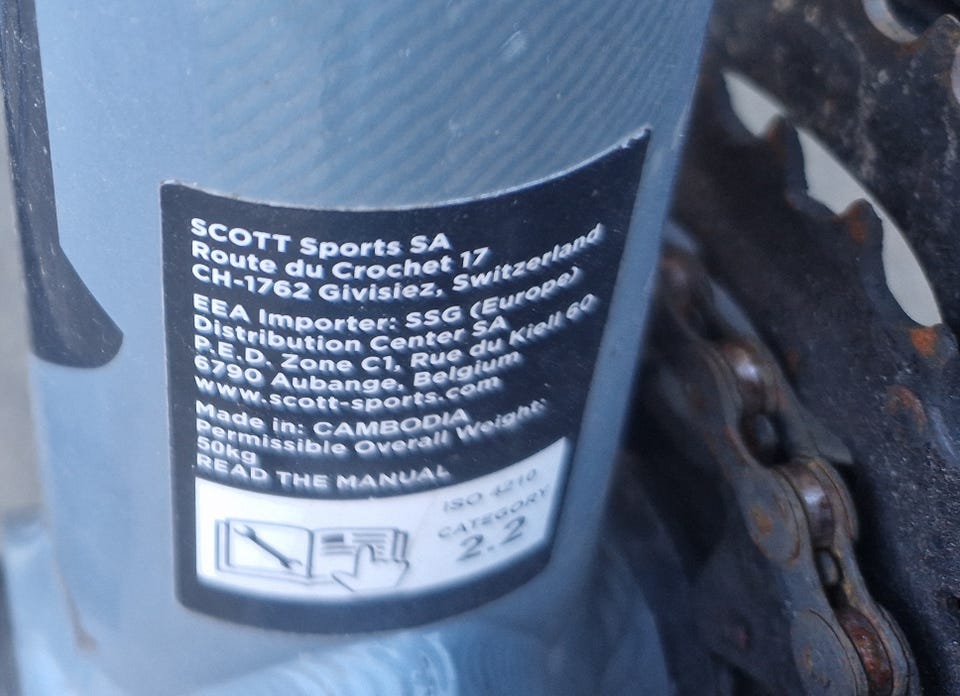 SCOTT Sports SA
Route du Crochet 17
CH-1762 Givisiez, Switzerland
EEA Importer: SSG (Europe)
Distribution Center SA
P.E.D. Zone C1, Rue du Kiell 60
6790 Aubange, Belgium
www.scott-sports.com
Made in: CAMBODIA
Permissible Overall Weight:
50kg
READ THE MANUAL
ISO 4210
CATEGORY
2.2